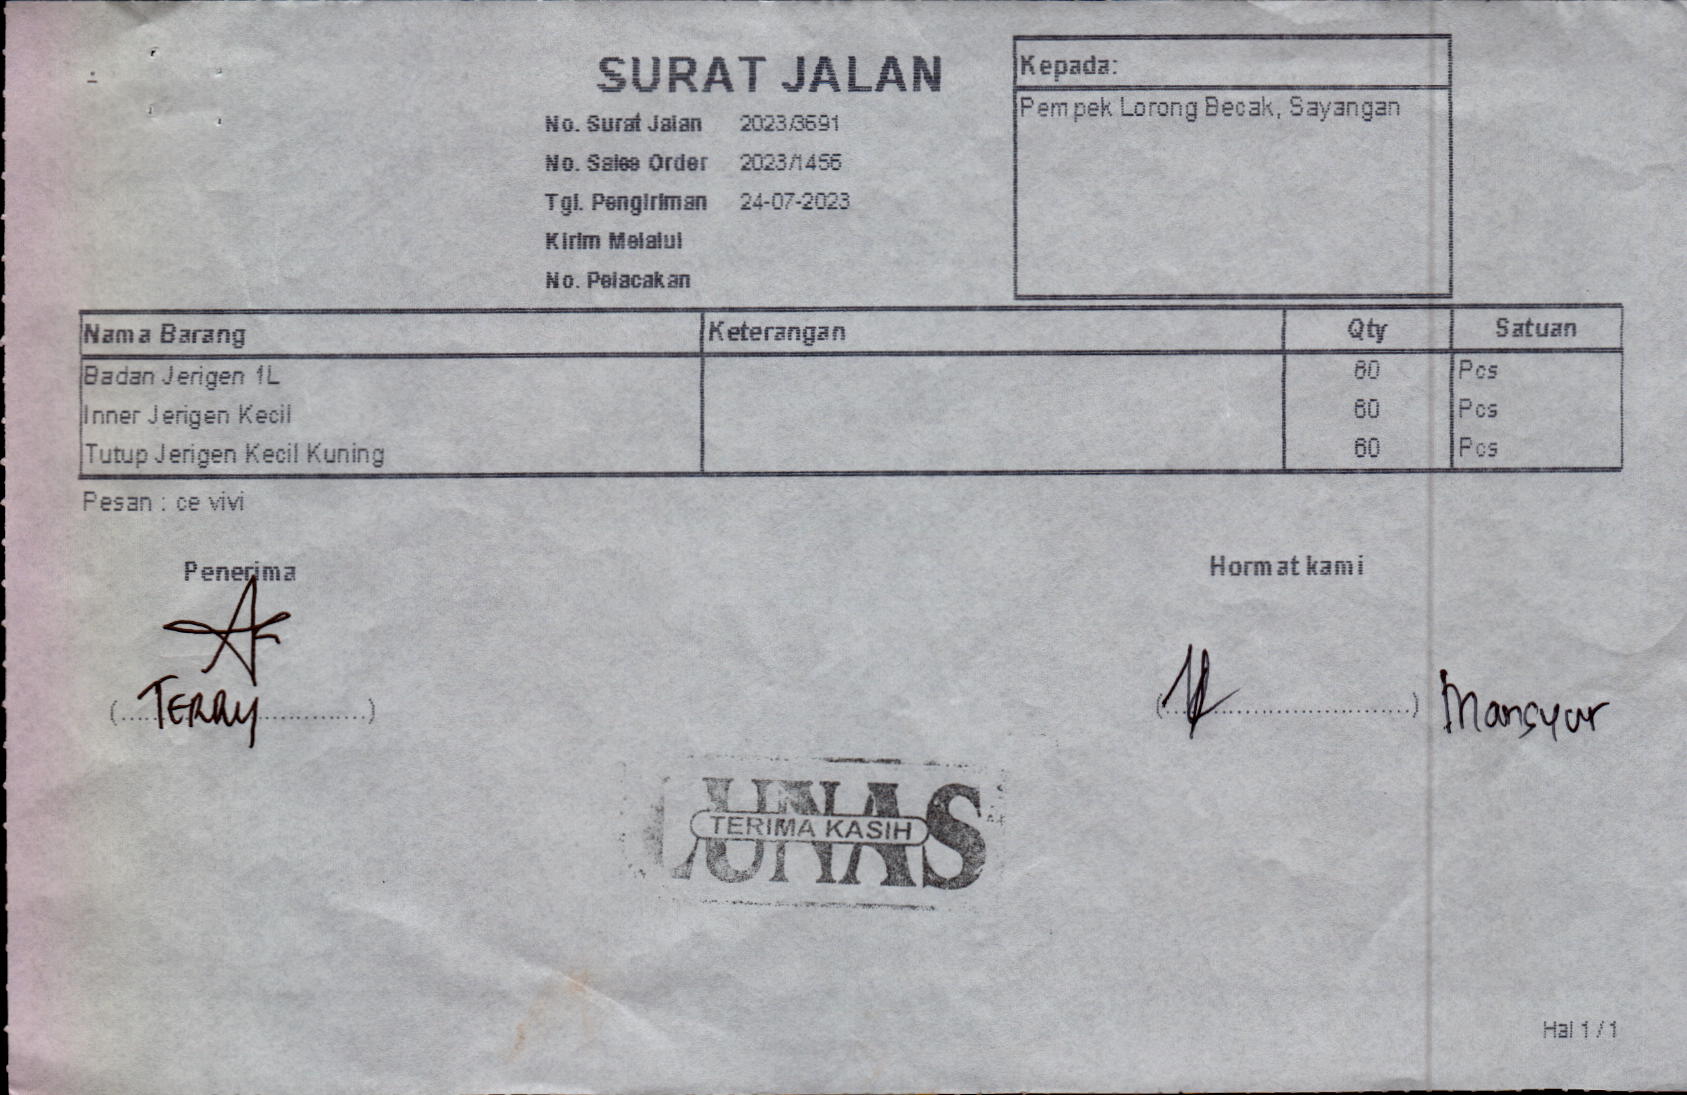 SURAT JALAN
No. Surat Jalan 2023/3691
No. Sales Order 2023/1456
Tgl. Pengiriman 24-07-2023
Kirim Melalui
No. Pelacakan
Kepada:
Pempek Lorong Becak, Sayangan
Nama Barang Keterangan Qty Satuan
Badan Jerigen 1L 60 Pcs
Inner Jerigen Kecil 60 Pcs
Tutup Jerigen Kecil Kuning 60 Pcs
Pesan : ce vivi
Penerima Hormat kami
(TERRY) (....................) Mansyur
LUNAS
TERIMA KASIH
Hal 1 / 1